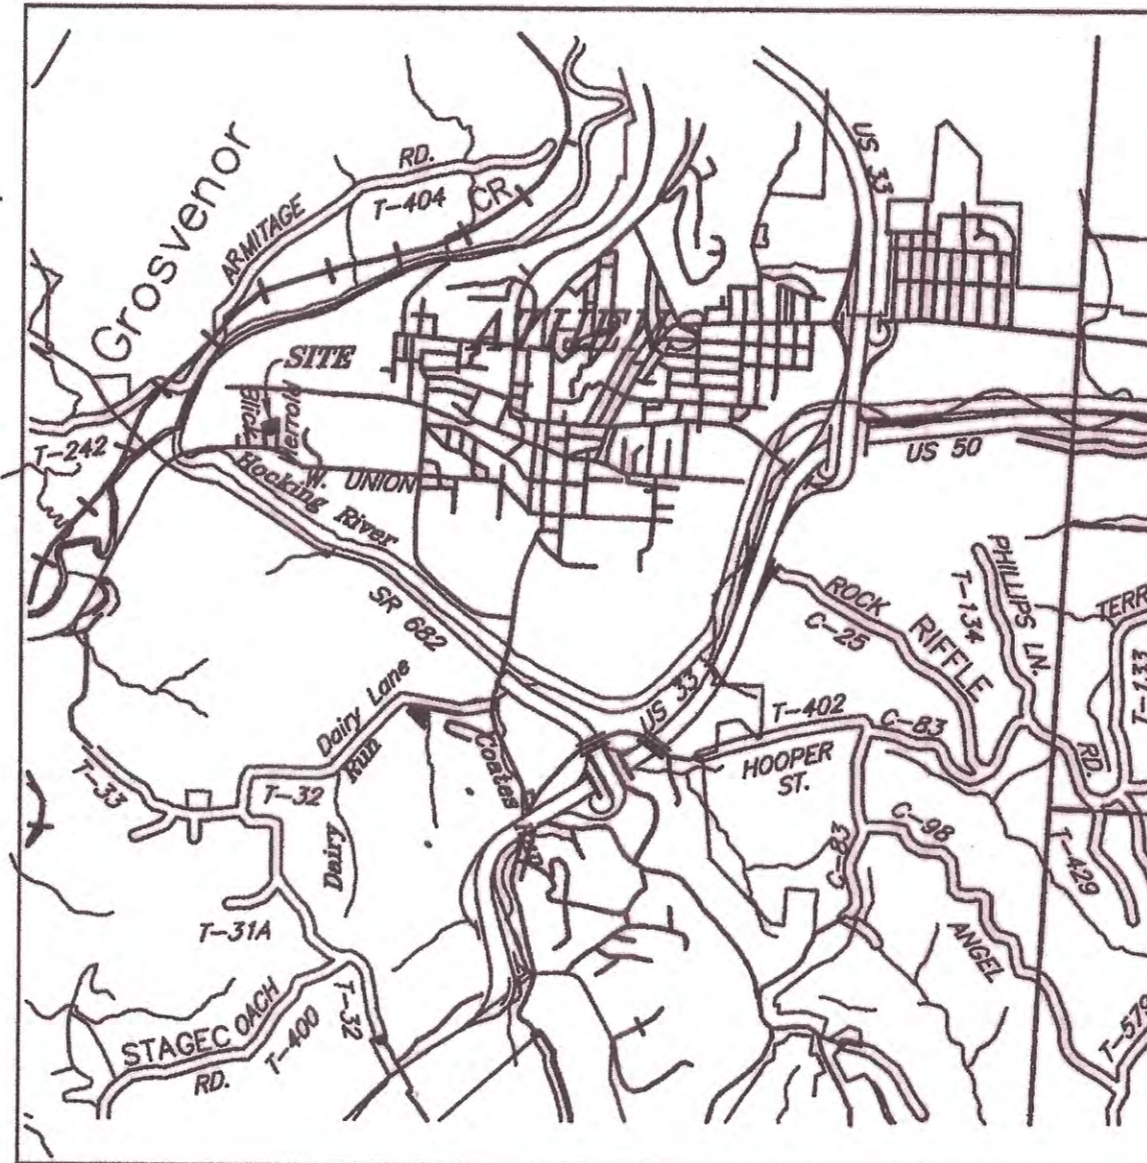 US 33
RD.
T-404
CR
ARMITAGE
Grosvenor
ATHENS
SITE
T-242
W. UNION
Hocking River
US 50
SR 682
ROCK
C-25
RIFFLE
T-134
PHILLIPS LN.
TERR
Dairy Lane
US 33
T-402
C-83
RD.
HOOPER
ST.
T-33
T-32
Run
Dairy
Coates
Run
C-83
C-98
T-429
T-31A
ANGEL
STAGEC OACH
RD.
T-400
T-32